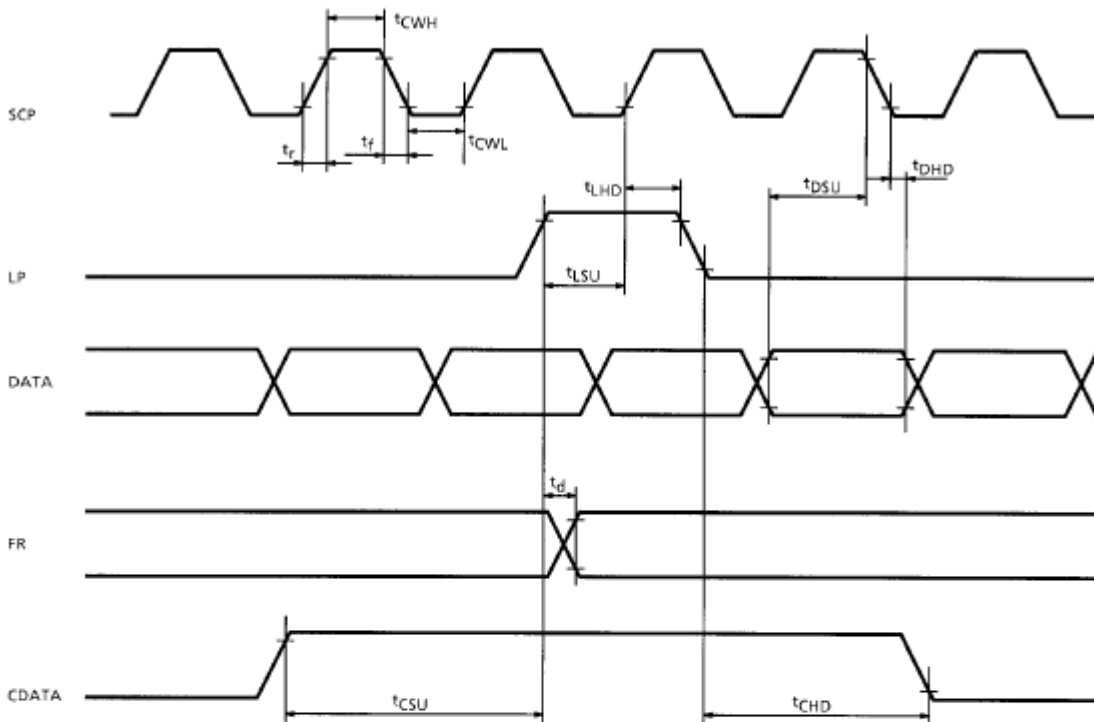 tCWH
SCP
tr
tf
tCWL
tLHD
tDSU
tDHD
LP
tLSU
DATA
td
FR
CDATA
tCSU
tCHD